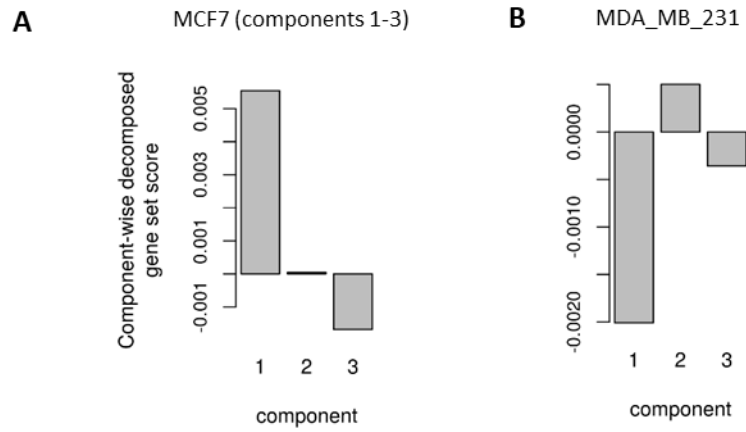 A
MCF7 (components 1-3)
Component-wise decomposed
gene set score
0.005
0.003
0.001
-0.001
1 2 3
component
B
MDA_MB_231
0.0000
-0.0010
-0.0020
1 2 3
component